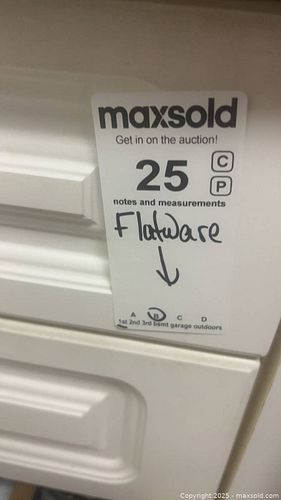 maxsold
Get in on the auction!
25
C
P
notes and measurements
Flatware
A B C D
1st 2nd 3rd bsmt garage outdoors
Copyright 2025 - maxsold.com